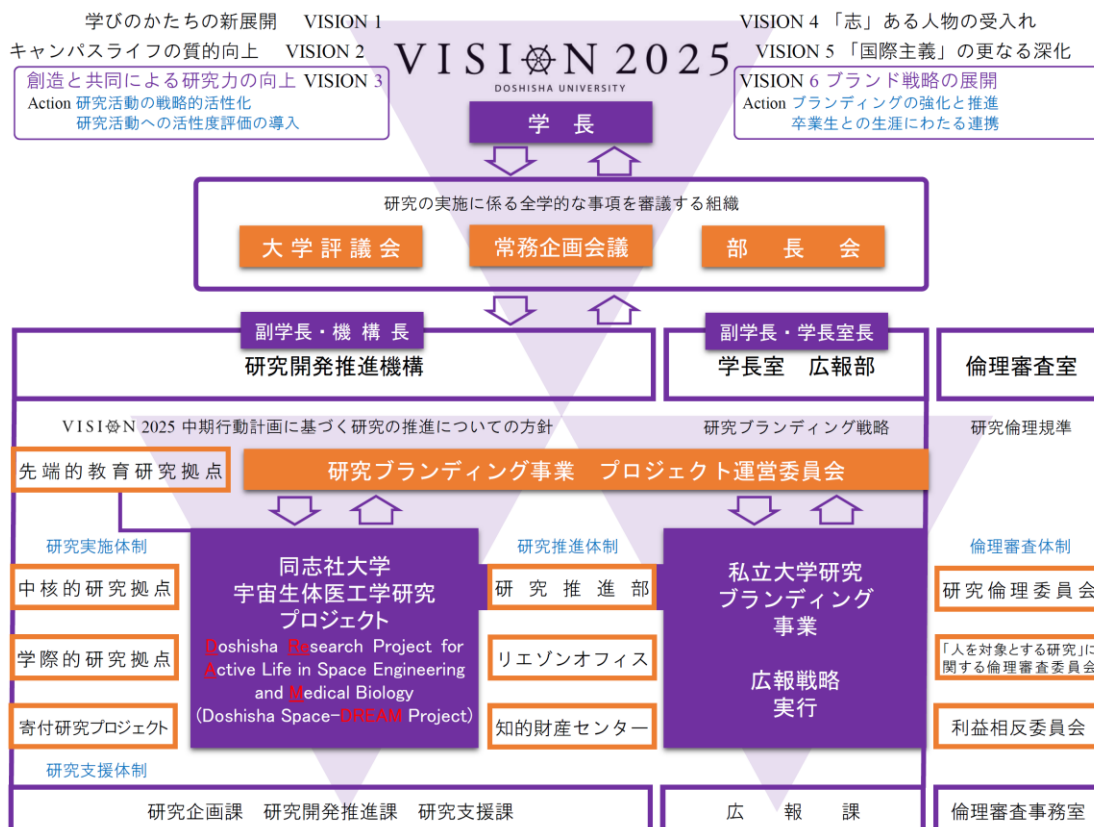 学びのかたちの新展開 VISION 1
キャンパスライフの質的向上 VISION 2
創造と共同による研究力の向上 VISION 3
Action 研究活動の戦略的活性化
研究活動への活性度評価の導入
VISION 2025
DOSHISHA UNIVERSITY
VISION 4 「志」ある人物の受入れ
VISION 5 「国際主義」の更なる深化
VISION 6 ブランド戦略の展開
Action ブランディングの強化と推進
卒業生との生涯にわたる連携
学長
研究の実施に係る全学的な事項を審議する組織
大学評議会
常務企画会議
部長会
副学長・機構長
研究開発推進機構
副学長・学長室長
学長室 広報部
倫理審査室
VISION 2025 中期行動計画に基づく研究の推進についての方針
研究ブランディング戦略
研究倫理規準
先端的教育研究拠点
研究ブランディング事業 プロジェクト運営委員会
研究実施体制
中核的研究拠点
学際的研究拠点
寄付研究プロジェクト
同志社大学
宇宙生体医工学研究
プロジェクト
Doshisha Research Project for
Active Life in Space Engineering
and Medical Biology
(Doshisha Space-DREAM Project)
研究推進体制
研究推進部
リエゾンオフィス
知的財産センター
私立大学研究
ブランディング
事業
広報戦略
実行
倫理審査体制
研究倫理委員会
「人を対象とする研究」に
関する倫理審査委員会
利益相反委員会
研究支援体制
研究企画課 研究開発推進課 研究支援課
広報課
倫理審査事務室